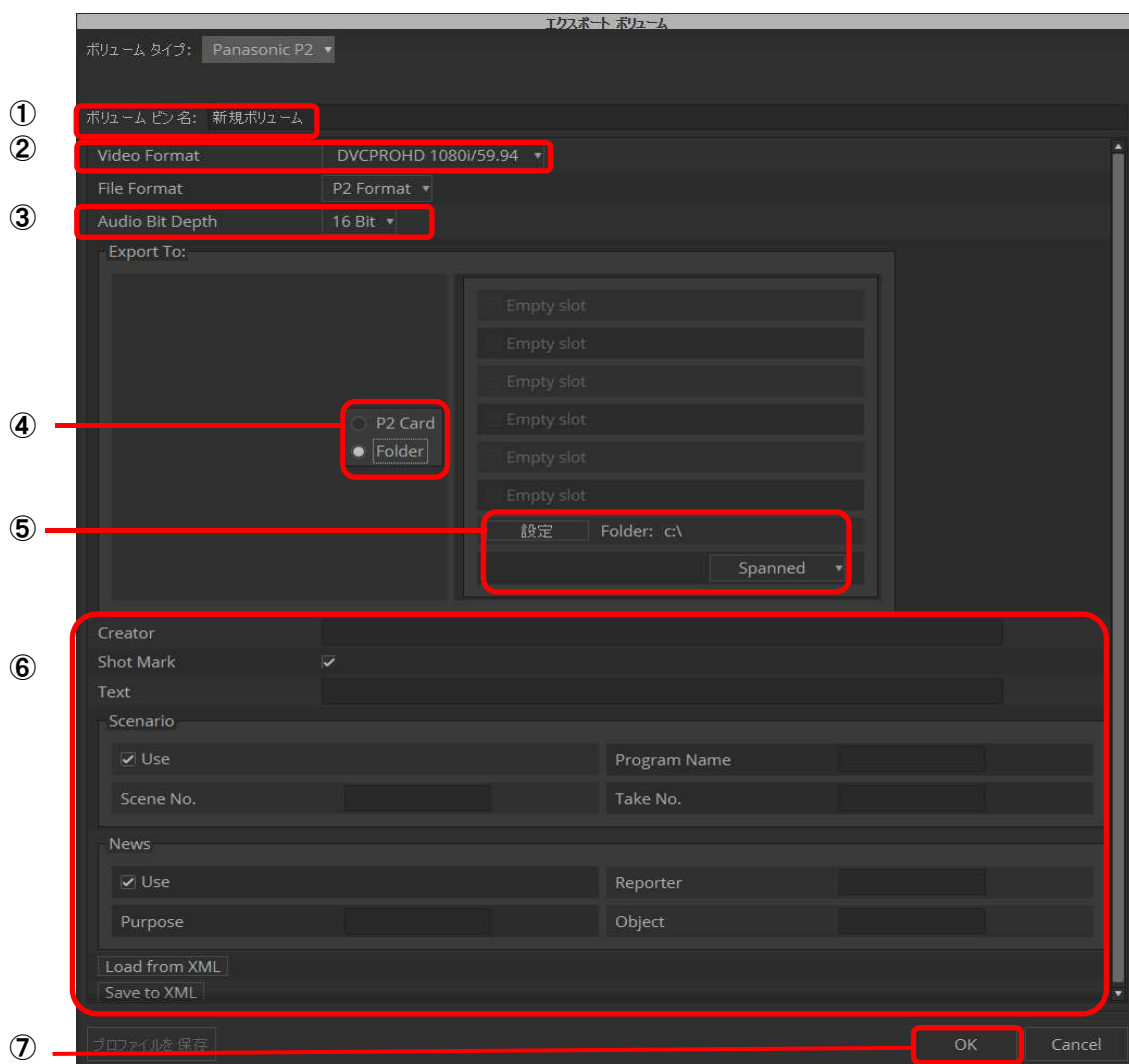 エクスポート ボリューム
ボリューム タイプ: Panasonic P2
① ボリューム ビン名: 新規ボリューム
② Video Format DVCPROHD 1080i/59.94
File Format P2 Format
③ Audio Bit Depth 16 Bit
Export To:
Empty slot
Empty slot
Empty slot
④ P2 Card Empty slot
Folder Empty slot
Empty slot
⑤ 設定 Folder: c:\
Spanned
Creator
⑥ Shot Mark
Text
Scenario
Use Program Name
Scene No. Take No.
News
Use Reporter
Purpose Object
Load from XML
Save to XML
⑦ プロファイルを 保存 OK Cancel